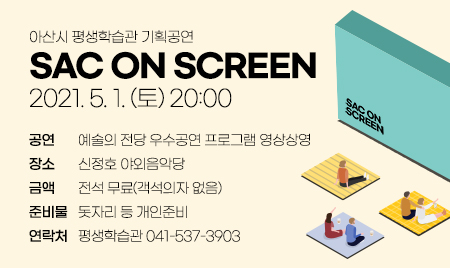 아산시 평생학습관 기획공연
SAC ON SCREEN
2021. 5. 1. (토) 20:00
공연 예술의 전당 우수공연 프로그램 영상상영
장소 신정호 야외음악당
금액 전석 무료(객석의자 없음)
준비물 돗자리 등 개인준비
연락처 평생학습관 041-537-3903
SAC ON
SCREEN